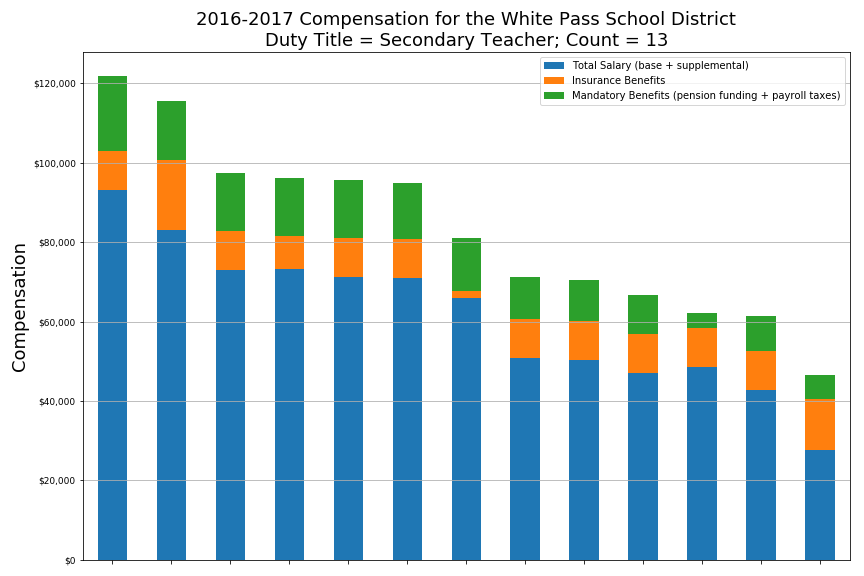 2016-2017 Compensation for the White Pass School District
Duty Title = Secondary Teacher; Count = 13
Total Salary (base + supplemental)
Insurance Benefits
Mandatory Benefits (pension funding + payroll taxes)
Compensation
$120,000
$100,000
$80,000
$60,000
$40,000
$20,000
$0